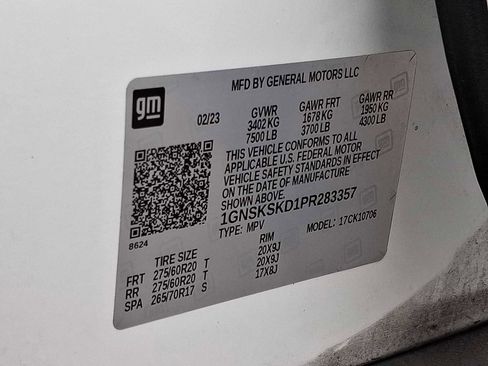 MFD BY GENERAL MOTORS LLC
gm
02/23 GVWR GAWR FRT GAWR RR
3402 KG 1678 KG 1950 KG
7500 LB 3700 LB 4300 LB
THIS VEHICLE CONFORMS TO ALL
APPLICABLE U.S. FEDERAL MOTOR
VEHICLE SAFETY STANDARDS IN EFFECT
ON THE DATE OF MANUFACTURE SHOWN ABOVE.
1GNSKSKD1PR283357
TYPE: MPV MODEL: 17CK10706
8624
TIRE SIZE RIM
FRT 275/60R20 T 20X9J
RR 275/60R20 T 20X9J
SPA 265/70R17 S 17X8J